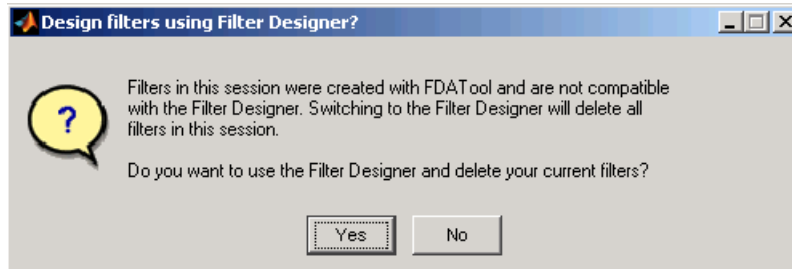 Design filters using Filter Designer?
Filters in this session were created with FDATool and are not compatible
with the Filter Designer. Switching to the Filter Designer will delete all
filters in this session.
Do you want to use the Filter Designer and delete your current filters?
Yes No